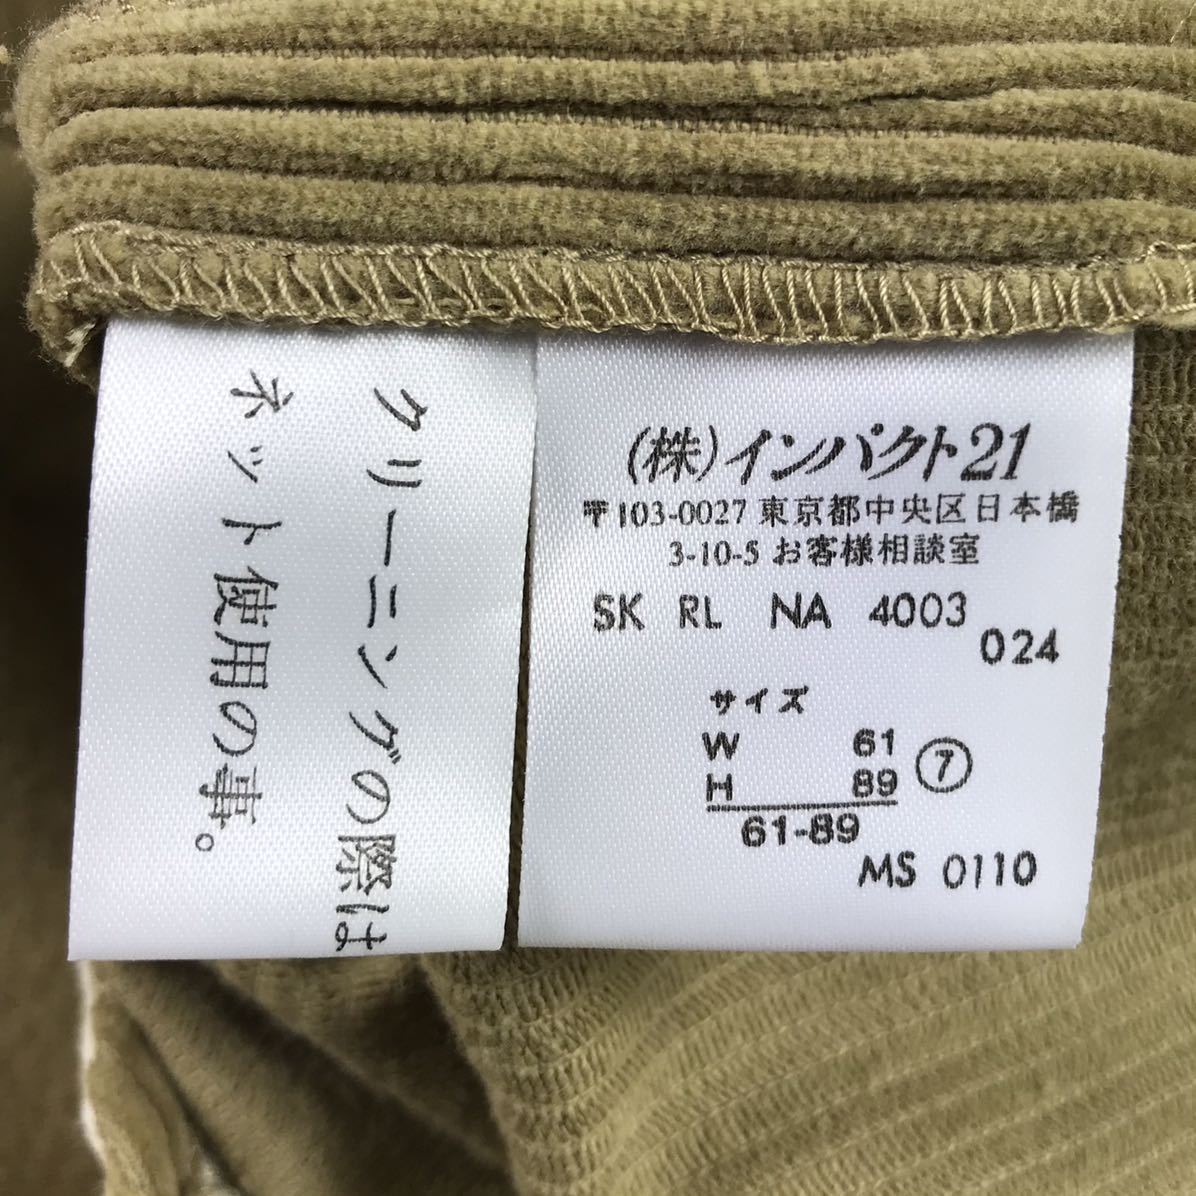 クリーニングの際は
ネット使用の事。
(株)インパクト21
〒103-0027 東京都中央区日本橋
3-10-5 お客様相談室
SK RL NA 4003
024
サイズ
W 61
H 89 ⑦
61-89
MS 0110